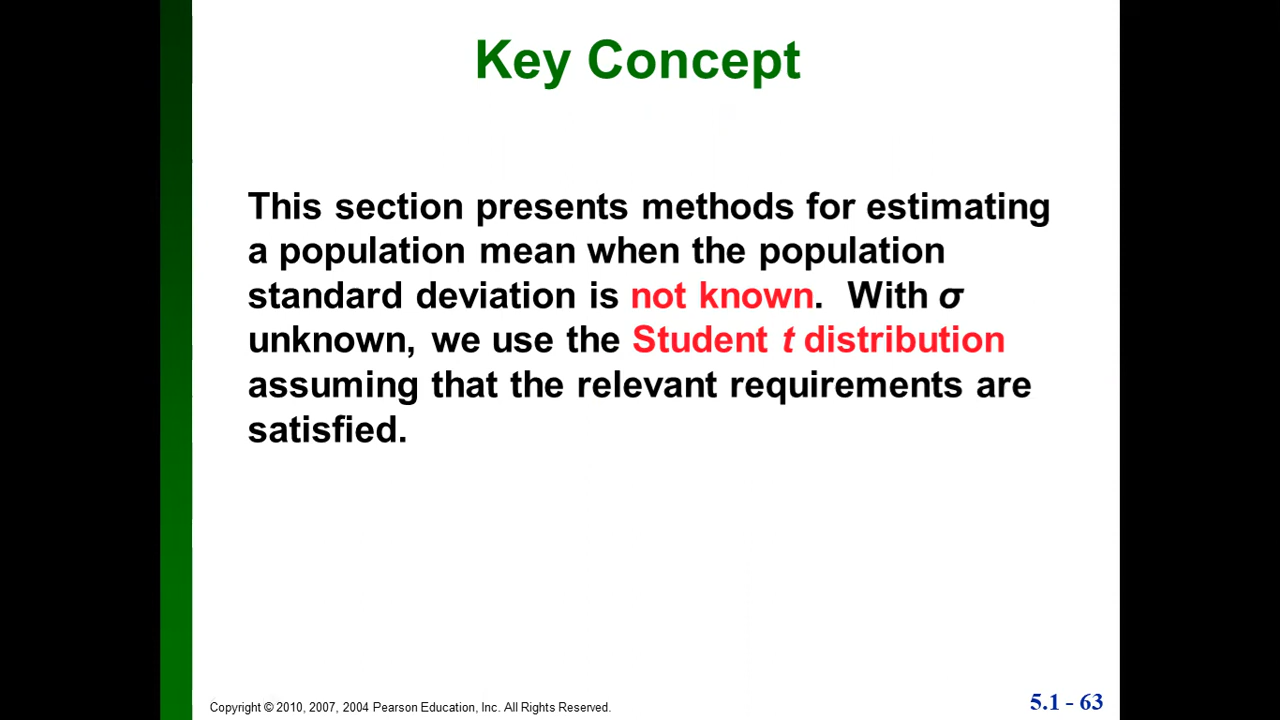 Key Concept
This section presents methods for estimating
a population mean when the population
standard deviation is not known.  With σ
unknown, we use the Student t distribution
assuming that the relevant requirements are
satisfied.
Copyright © 2010, 2007, 2004 Pearson Education, Inc. All Rights Reserved.
5.1 - 63